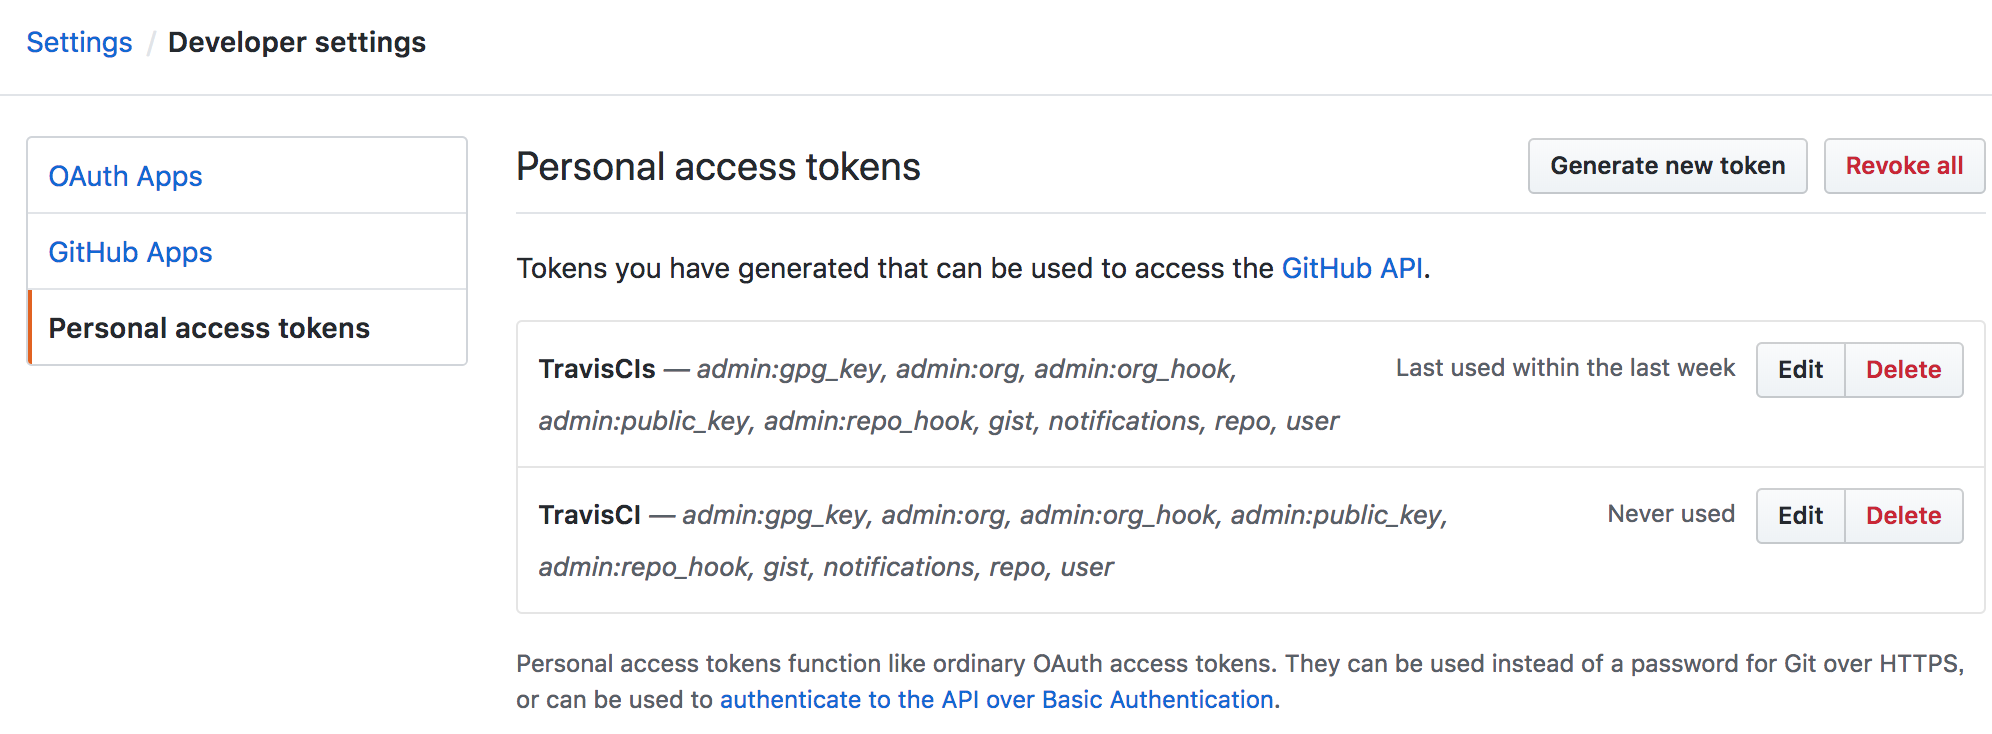 Settings / Developer settings
OAuth Apps
GitHub Apps
Personal access tokens
Personal access tokens
Generate new token
Revoke all
Tokens you have generated that can be used to access the GitHub API.
TravisCIs — admin:gpg_key, admin:org, admin:org_hook,
admin:public_key, admin:repo_hook, gist, notifications, repo, user
Last used within the last week
Edit
Delete
TravisCI — admin:gpg_key, admin:org, admin:org_hook, admin:public_key,
admin:repo_hook, gist, notifications, repo, user
Never used
Edit
Delete
Personal access tokens function like ordinary OAuth access tokens. They can be used instead of a password for Git over HTTPS,
or can be used to authenticate to the API over Basic Authentication.